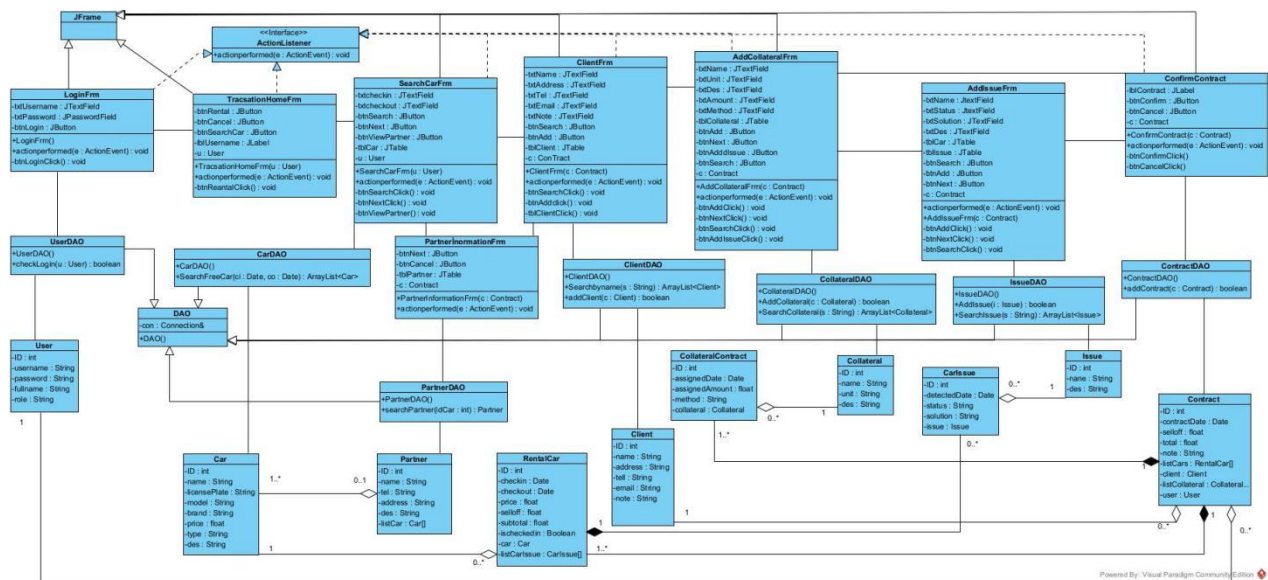 JFrame
<<Interface>>
ActionListener
+actionperformed(e : ActionEvent) : void
LoginFrm
-txtUsername : JTextField
-txtPassword : JPasswordField
-btnLogin : JButton
+LoginFrm()
+actionperformed(e : ActionEvent) : void
-btnLoginClick() : void
TracsationHomeFrm
-btnRental : JButton
-btnCancel : JButton
-btnSearchCar : JButton
-lblUsername : JLabel
-u : User
+TracsationHomeFrm(u : User)
+actionperformed(e : ActionEvent) : void
-btnReantalClick() : void
SearchCarFrm
-txtcheckin : JTextField
-txtcheckout : JTextField
-btnSearch : JButton
-btnNext : JButton
-btnViewPartner : JButton
-tblCar : JTable
-u : User
+SearchCarFrm(u : User)
+actionperformed(e : ActionEvent) : void
-btnSearchClick() : void
-btnNextClick() : void
-btnViewPartner() : void
ClientFrm
-txtName : JTextField
-txtAddress : JTextField
-txtTel : JTextField
-txtEmail : JTextField
-txtNote : JTextField
-btnSearch : JButton
-btnAdd : JButton
-tblClient : JTable
-c : ConTract
+ClientFrm(c : Contract)
+actionperformed(e : ActionEvent) : void
-btnSearchClick() : void
-btnAddclick() : void
-tblClientClick() : void
AddCollateralFrm
-txtName : JTextField
-txtUnit : JTextField
-txtDes : JTextField
-txtAmount : JTextField
-txtMethod : JTextField
-tblCollateral : JTable
-btnAdd : JButton
-btnNext : JButton
-btnAddIssue : JButton
-btnSearch : JButton
-c : Contract
+AddCollateralFrm(c : Contract)
+actionperformed(e : ActionEvent) : void
-btnAddClick() : void
-btnNextClick() : void
-btnSearchClick() : void
-btnAddIssueClick() : void
AddIssueFrm
-txtName : JtextField
-txtStatus : JtextField
-txtSolution : JtextField
-txtDes : JtextField
-tblCar : JTable
-tblIssue : JTable
-btnSearch : JButton
-btnAdd : JButton
-btnNext : JButton
-c : Contract
+actionperformed(e : ActionEvent) : void
+AddIssueFrm(c : Contract)
-btnAddClick() : void
-btnNextClick() : void
-btnSearchClick() : void
ConfirmContract
-lblContract : JLabel
-btnConfirm : JButton
-btnCancel : JButton
-c : Contract
+ConfirmContract(c : Contract)
+actionperformed(e : ActionEvent) : void
-btnConfirmClick()
-btnCancelClick()
UserDAO
+UserDAO()
+checkLogin(u : User) : boolean
CarDAO
+CarDAO()
+SearchFreeCar(ci : Date, co : Date) : ArrayList<Car>
PartnerInormationFrm
-btnNext : JButton
-btnCancel : JButton
-tblPartner : JTable
-c : Contract
+PartnerInformationFrm(c : Contract)
+actionperformed(e : ActionEvent) : void
ClientDAO
+ClientDAO()
+Searchbyname(s : String) : ArrayList<Client>
+addClient(c : Client) : boolean
CollateralDAO
+CollateralDAO()
+AddCollateral(c : Collateral) : boolean
+SearchCollateral(s : String) : ArrayList<Collateral>
IssueDAO
+IssueDAO()
+AddIssue(i : Issue) : boolean
+SearchIssue(s : String) : ArrayList<Issue>
ContractDAO
+ContractDAO()
+addContract(c : Contract) : boolean
DAO
-con : Connection&
+DAO()
User
-ID : int
-username : String
-password : String
-fullname : String
-role : String
1
PartnerDAO
+PartnerDAO()
+searchPartner(idCar : int) : Partner
CollateralContract
-ID : int
-assignedDate : Date
-assignedAmount : float
-method : String
-collateral : Collateral
0..*
1
1..*
Collateral
-ID : int
-name : String
-unit : String
-des : String
CarIssue
-ID : int
-detectedDate : Date
-status : String
-solution : String
-issue : Issue
0..*
1
0..*
Issue
-ID : int
-name : String
-des : String
Contract
-ID : int
-contractDate : Date
-selloff : float
-total : float
-note : String
-listCars : RentalCar[]
-client : Client
-listCollateral : Collateral...
-user : User
1
Car
-ID : int
-name : String
-licensePlate : String
-model : String
-brand : String
-price : float
-type : String
-des : String
1..*
0..1
Partner
-ID : int
-name : String
-tel : String
-address : String
-des : String
-listCar : Car[]
RentalCar
-ID : int
-checkin : Date
-checkout : Date
-price : float
-selloff : float
-subtotal : float
-ischeckedin : Boolean
-car : Car
-listCarIssue : CarIssue[]
Client
-ID : int
-name : String
-address : String
-tell : String
-email : String
-note : String
1
1
0..*
1
0..*
1
0..*
1..*
Powered By: Visual Paradigm Community Edition